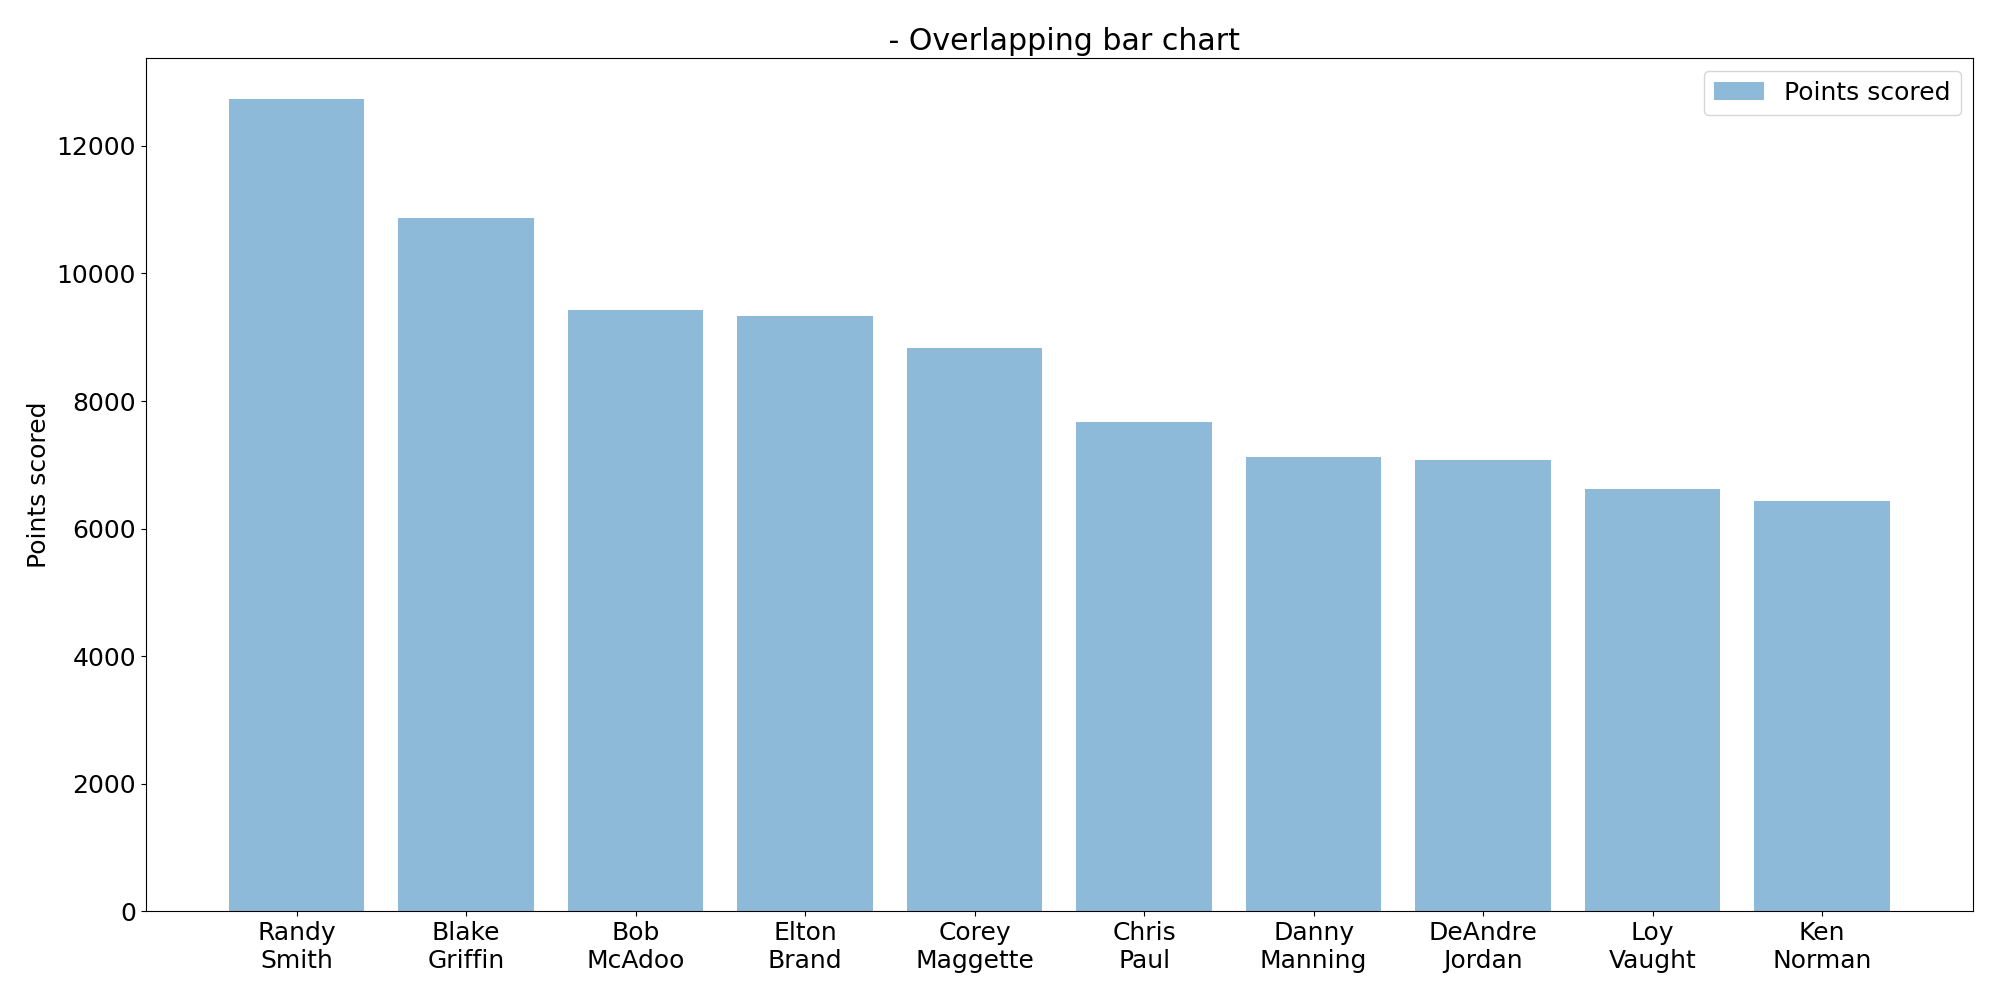 - Overlapping bar chart
Points scored
Points scored
12000
10000
8000
6000
4000
2000
0
Randy
Smith
Blake
Griffin
Bob
McAdoo
Elton
Brand
Corey
Maggette
Chris
Paul
Danny
Manning
DeAndre
Jordan
Loy
Vaught
Ken
Norman